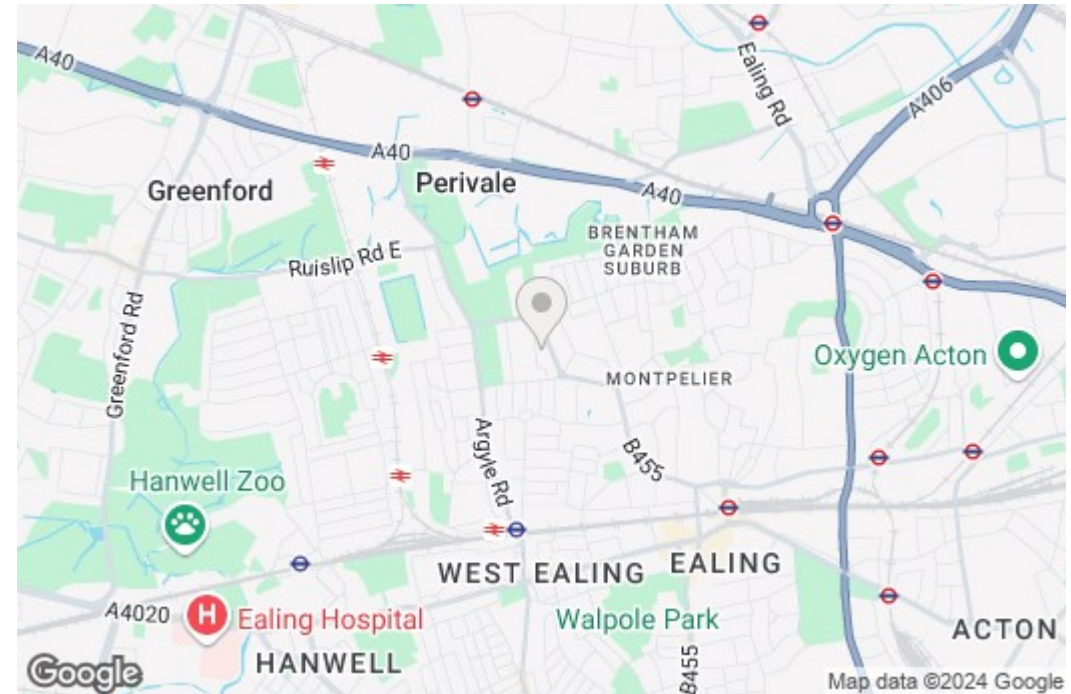 A40
Ealing Rd
A406
A40
Greenford
Perivale
A40
BRENTHAM
GARDEN
SUBURB
Ruislip Rd E
Greenford Rd
Oxygen Acton
MONTPELIER
Argyle Rd
B455
Hanwell Zoo
WEST EALING
EALING
A4020
H
Ealing Hospital
Walpole Park
ACTON
HANWELL
B455
Google
Map data ©2024 Google